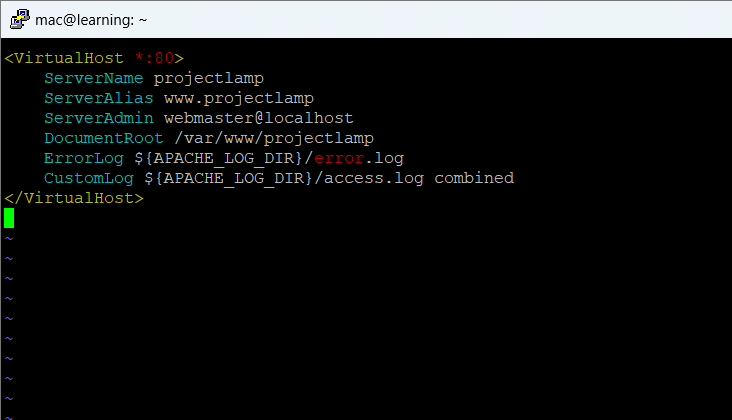 mac@learning: ~
<VirtualHost *:80>
    ServerName projectlamp
    ServerAlias www.projectlamp
    ServerAdmin webmaster@localhost
    DocumentRoot /var/www/projectlamp
    ErrorLog ${APACHE_LOG_DIR}/error.log
    CustomLog ${APACHE_LOG_DIR}/access.log combined
</VirtualHost>
~
~
~
~
~
~
~
~
~
~